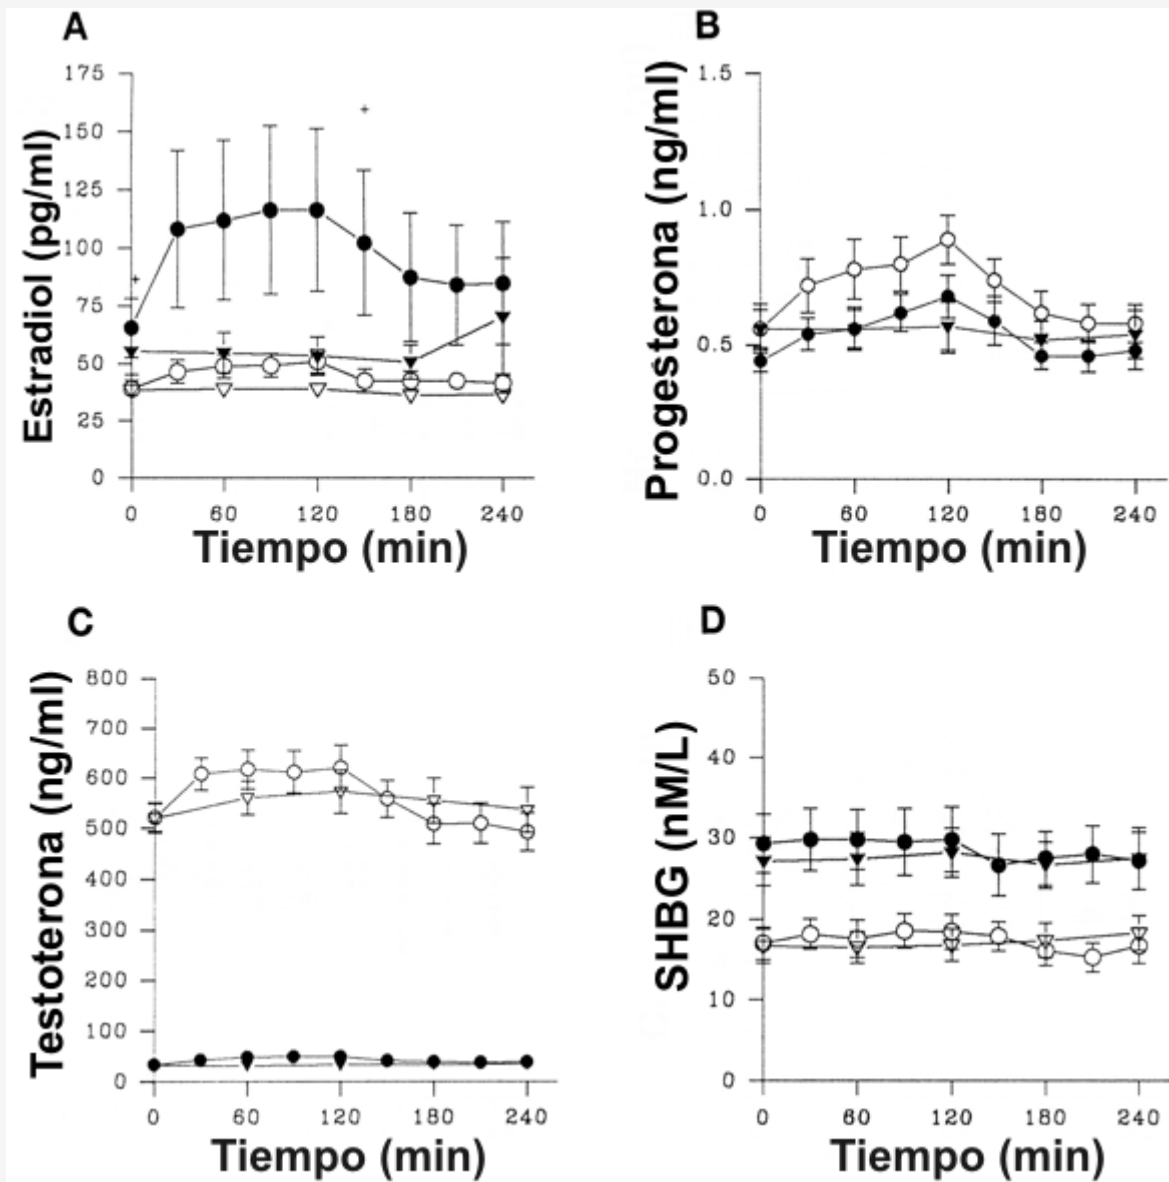 A
Estradiol (pg/ml)
175
150
125
100
75
50
25
0
+
+
0 60 120 180 240
Tiempo (min)
B
Progesterona (ng/ml)
1.5
1.0
0.5
0.0
0 60 120 180 240
Tiempo (min)
C
Testoterona (ng/ml)
800
700
600
500
400
300
200
100
0
0 60 120 180 240
Tiempo (min)
D
SHBG (nM/L)
50
40
30
20
10
0
0 60 120 180 240
Tiempo (min)